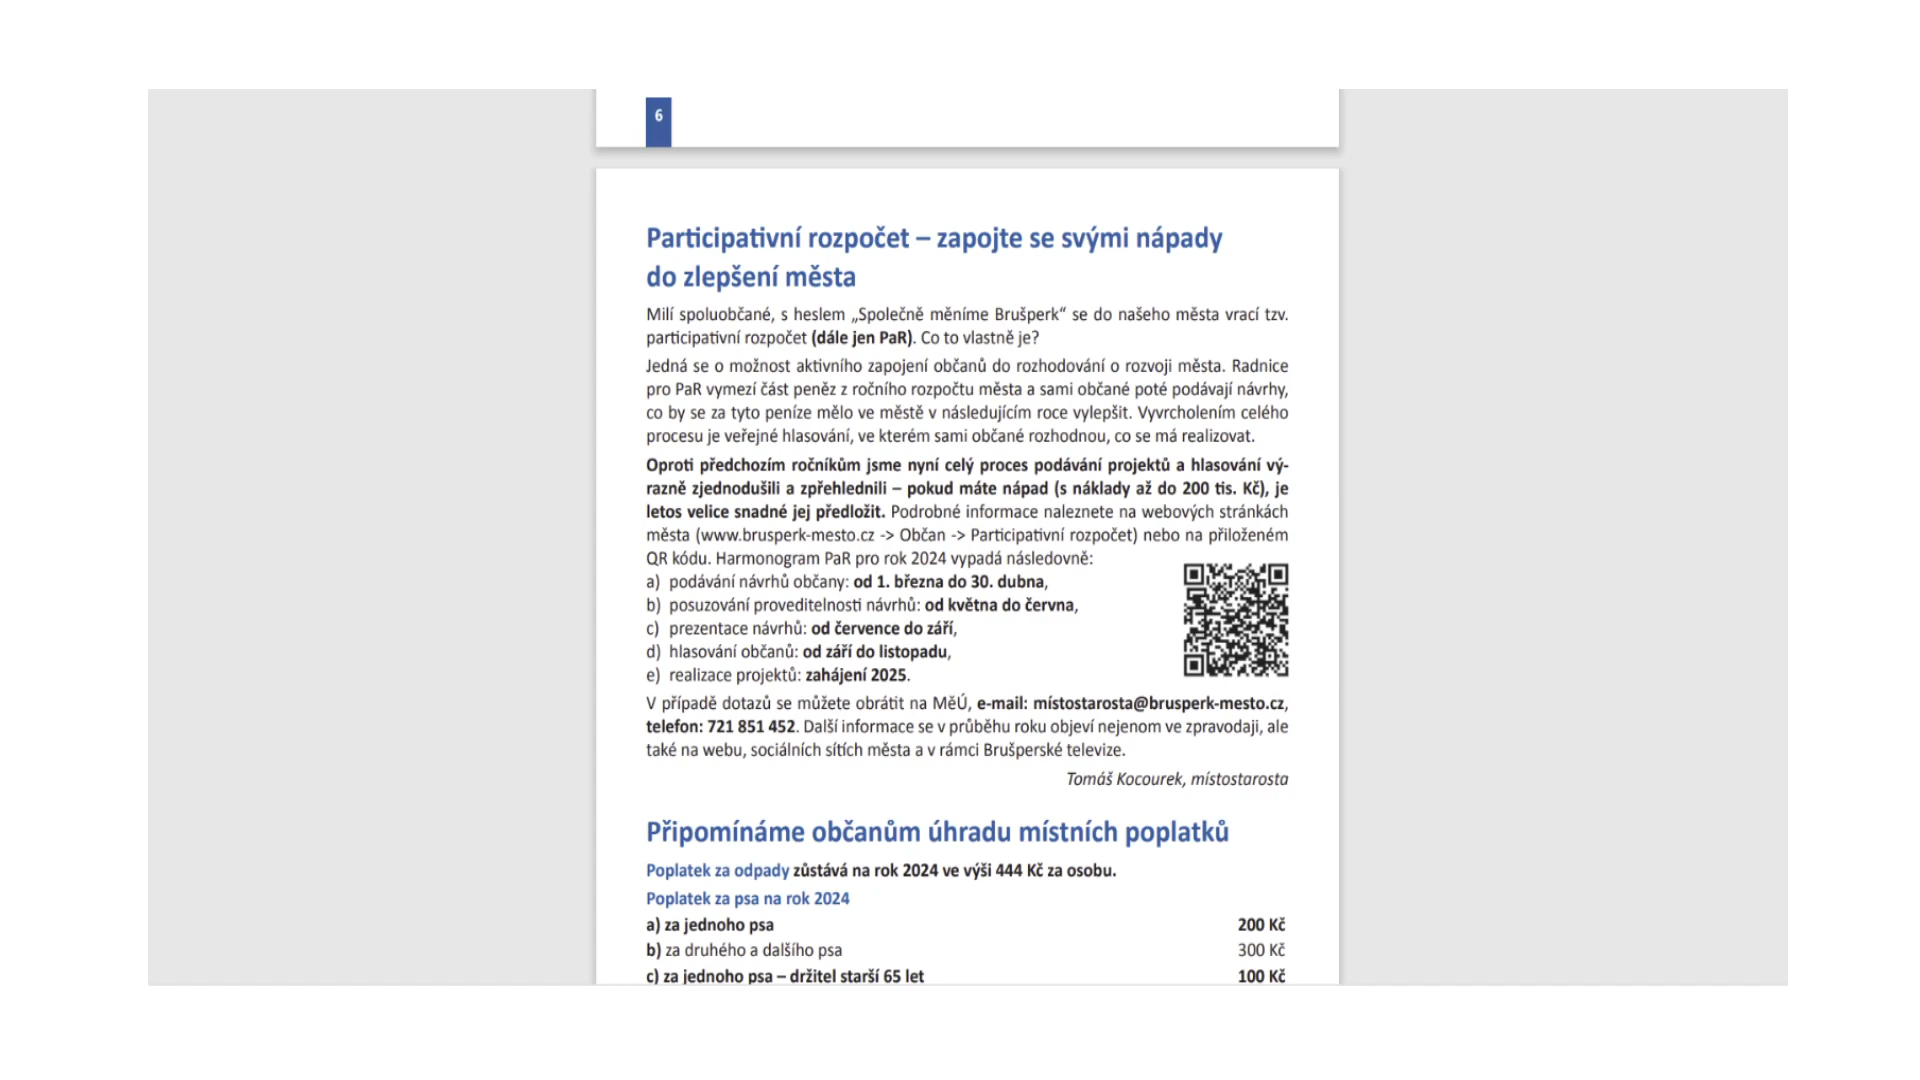 6
Participativní rozpočet – zapojte se svými nápady
do zlepšení města
Milí spoluobčané, s heslem „Společně měníme Brušperk“ se do našeho města vrací tzv.
participativní rozpočet (dále jen PaR). Co to vlastně je?
Jedná se o možnost aktivního zapojení občanů do rozhodování o rozvoji města. Radnice
pro PaR vymezí část peněz z ročního rozpočtu města a sami občané poté podávají návrhy,
co by se za tyto peníze mělo ve městě v následujícím roce vylepšit. Vyvrcholením celého
procesu je veřejné hlasování, ve kterém sami občané rozhodnou, co se má realizovat.
Oproti předchozím ročníkům jsme nyní celý proces podávání projektů a hlasování vý-
razně zjednodušili a zpřehlednili – pokud máte nápad (s náklady až do 200 tis. Kč), je
letos velice snadné jej předložit. Podrobné informace naleznete na webových stránkách
města (www.brusperk-mesto.cz -> Občan -> Participativní rozpočet) nebo na přiloženém
QR kódu. Harmonogram PaR pro rok 2024 vypadá následovně:
a) podávání návrhů občany: od 1. března do 30. dubna,
b) posuzování proveditelnosti návrhů: od května do června,
c) prezentace návrhů: od července do září,
d) hlasování občanů: od září do listopadu,
e) realizace projektů: zahájení 2025.
V případě dotazů se můžete obrátit na MěÚ, e-mail: místostarosta@brusperk-mesto.cz,
telefon: 721 851 452. Další informace se v průběhu roku objeví nejenom ve zpravodaji, ale
také na webu, sociálních sítích města a v rámci Brušperské televize.
Tomáš Kocourek, místostarosta
Připomínáme občanům úhradu místních poplatků
Poplatek za odpady zůstává na rok 2024 ve výši 444 Kč za osobu.
Poplatek za psa na rok 2024
a) za jednoho psa 200 Kč
b) za druhého a dalšího psa 300 Kč
c) za jednoho psa – držitel starší 65 let 100 Kč